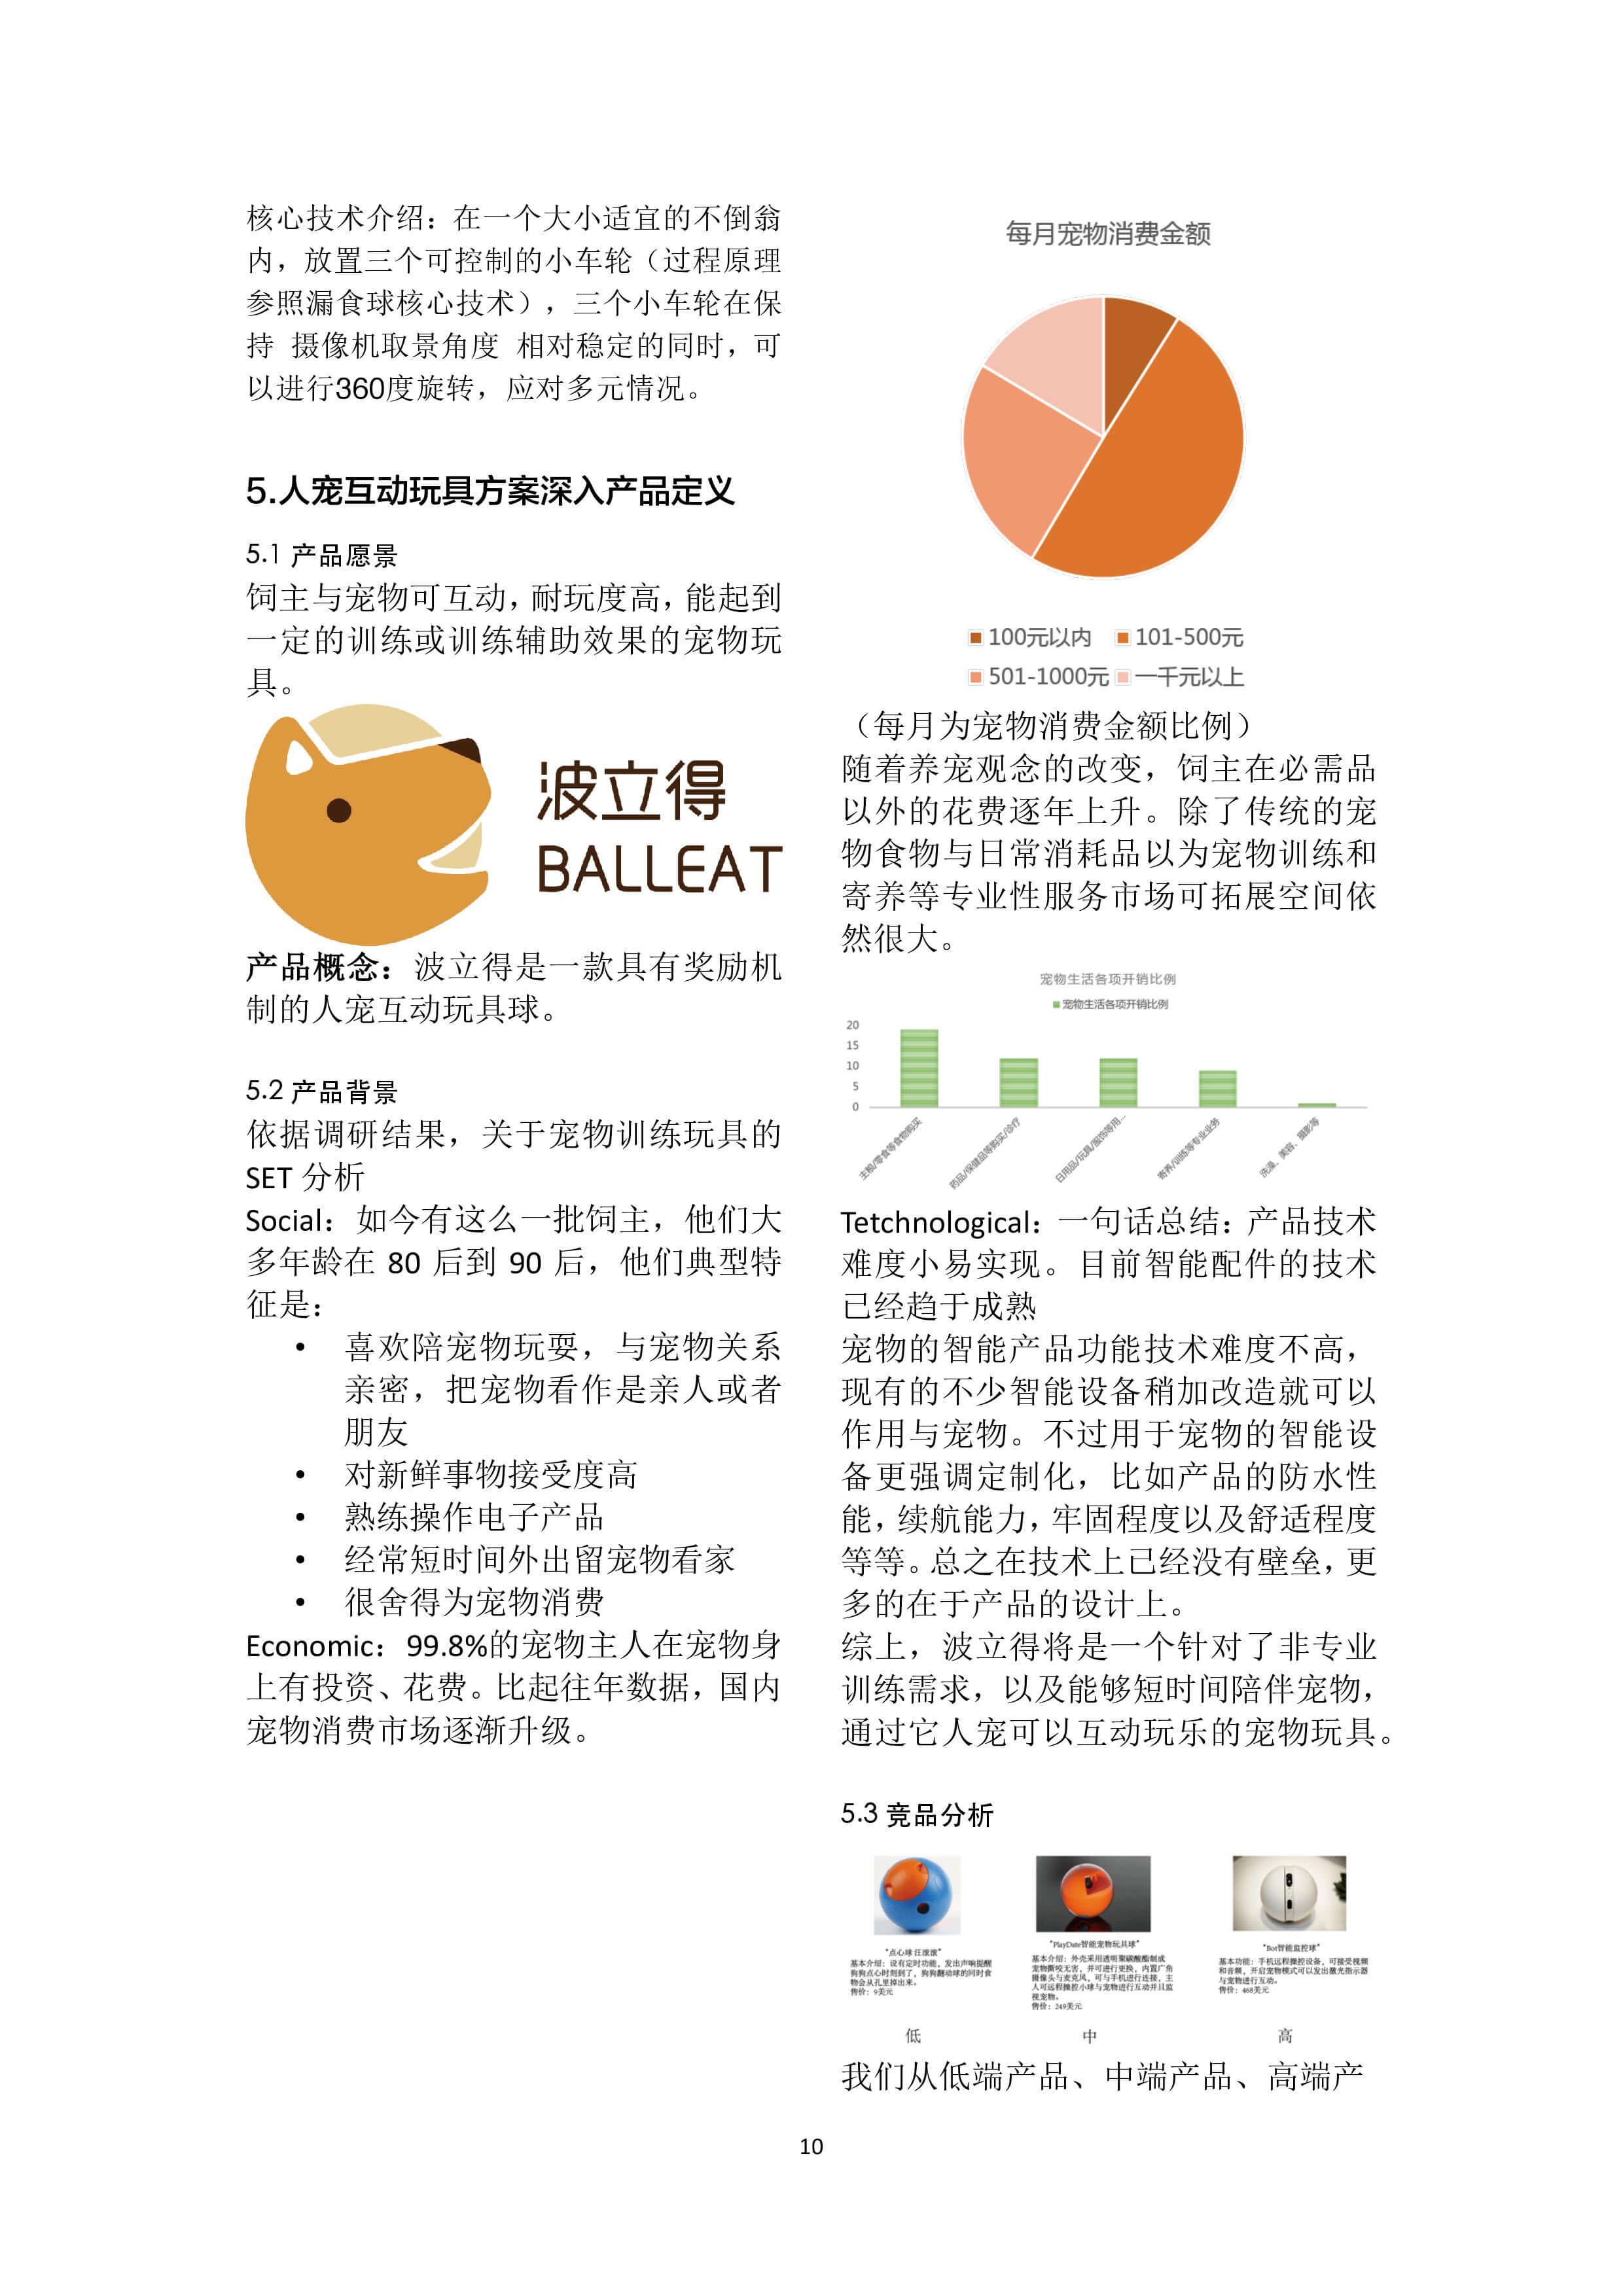 核心技术介绍：在一个大小适宜的不倒翁
内，放置三个可控制的小车轮（过程原理
参照漏食球核心技术），三个小车轮在保
持 摄像机取景角度 相对稳定的同时，可
以进行360度旋转，应对多元情况。
5.人宠互动玩具方案深入产品定义
5.1 产品愿景
饲主与宠物可互动，耐玩度高，能起到
一定的训练或训练辅助效果的宠物玩
具。
波立得
BALLEAT
产品概念：波立得是一款具有奖励机
制的人宠互动玩具球。
5.2 产品背景
依据调研结果，关于宠物训练玩具的
SET 分析
Social：如今有这么一批饲主，他们大
多年龄在 80 后到 90 后，他们典型特
征是：
• 喜欢陪宠物玩耍，与宠物关系
亲密，把宠物看作是亲人或者
朋友
• 对新鲜事物接受度高
• 熟练操作电子产品
• 经常短时间外出留宠物看家
• 很舍得为宠物消费
Economic：99.8%的宠物主人在宠物身
上有投资、花费。比起往年数据，国内
宠物消费市场逐渐升级。
每月宠物消费金额
100元以内 101-500元
501-1000元 一千元以上
（每月为宠物消费金额比例）
随着养宠观念的改变，饲主在必需品
以外的花费逐年上升。除了传统的宠
物食物与日常消耗品以为宠物训练和
寄养等专业性服务市场可拓展空间依
然很大。
宠物生活各项开销比例
宠物生活各项开销比例
20
15
10
5
0
主粮/零食等食物购买
药品/保健品等购买/诊疗
日用品/玩具/服饰等用...
寄养/训练等专业业务
洗澡、美容、摄影等
Tetchnological：一句话总结：产品技术
难度小易实现。目前智能配件的技术
已经趋于成熟
宠物的智能产品功能技术难度不高，
现有的不少智能设备稍加改造就可以
作用与宠物。不过用于宠物的智能设
备更强调定制化，比如产品的防水性
能，续航能力，牢固程度以及舒适程度
等等。总之在技术上已经没有壁垒，更
多的在于产品的设计上。
综上，波立得将是一个针对了非专业
训练需求，以及能够短时间陪伴宠物，
通过它人宠可以互动玩乐的宠物玩具。
5.3 竞品分析
"点心球 汪滚滚"
基本介绍：设有定时功能，发出声响提醒
狗狗点心时刻到了，狗狗翻动球的同时食
物会从孔里掉出来。
售价：9美元
低
"PlayDate智能宠物玩具球"
基本介绍：外壳采用透明聚碳酸酯制成
宠物撕咬无害，并可进行更换，内置广角
摄像头与麦克风，可与手机进行连接，主
人可远程操控小球与宠物进行互动并且监
视宠物。
售价：249美元
中
"Bot智能监控球"
基本功能：手机远程操控设备，可接受视频
和音频，开启宠物模式可以发出激光指示器
与宠物进行互动。
售价：468美元
高
我们从低端产品、中端产品、高端产
10